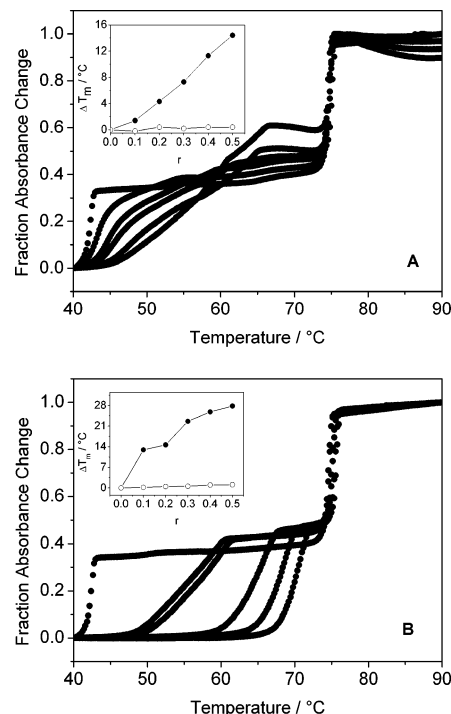 16
12
8
4
0
Δ Tm / °C
0.0 0.1 0.2 0.3 0.4 0.5
r
1.0
0.8
0.6
0.4
0.2
0.0
Fraction Absorbance Change
A
40 50 60 70 80 90
Temperature / °C
28
21
14
7
0
ΔTm / °C
0.0 0.1 0.2 0.3 0.4 0.5
r
1.0
0.8
0.6
0.4
0.2
0.0
Fraction Absorbance Change
B
40 50 60 70 80 90
Temperature / °C